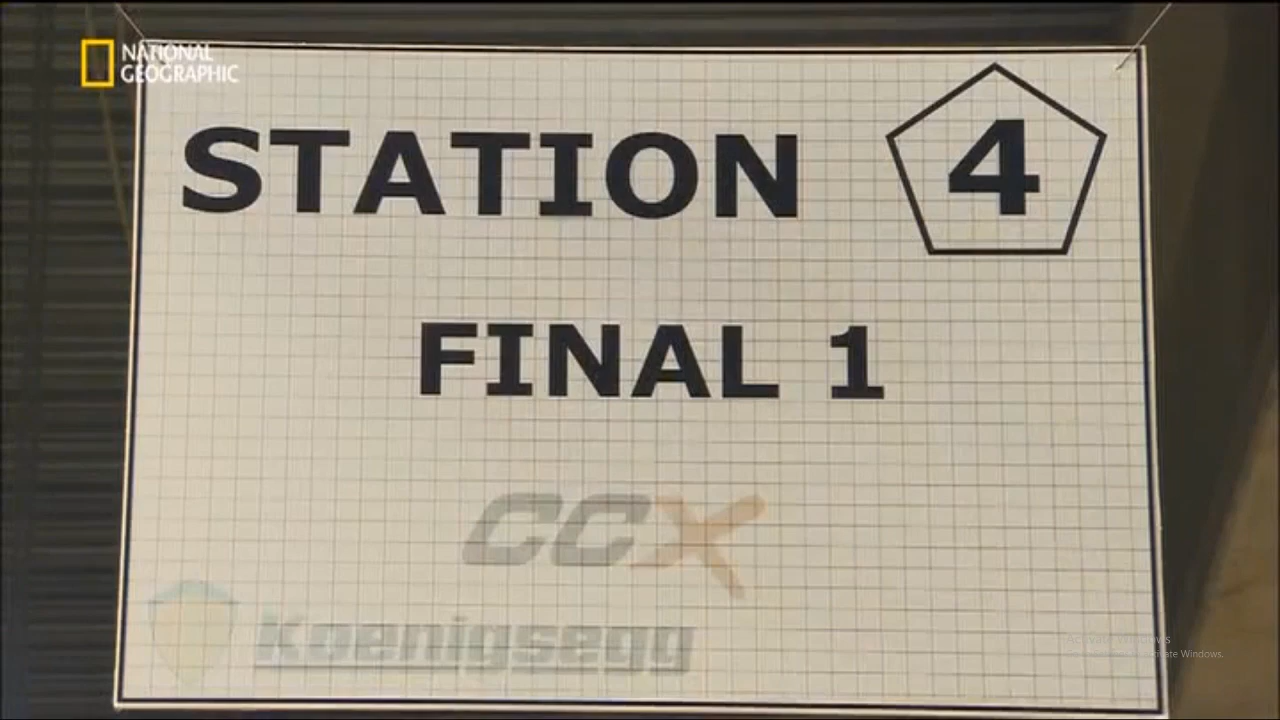 NATIONAL
GEOGRAPHIC
STATION 4
FINAL 1
CCX
Koenigsegg